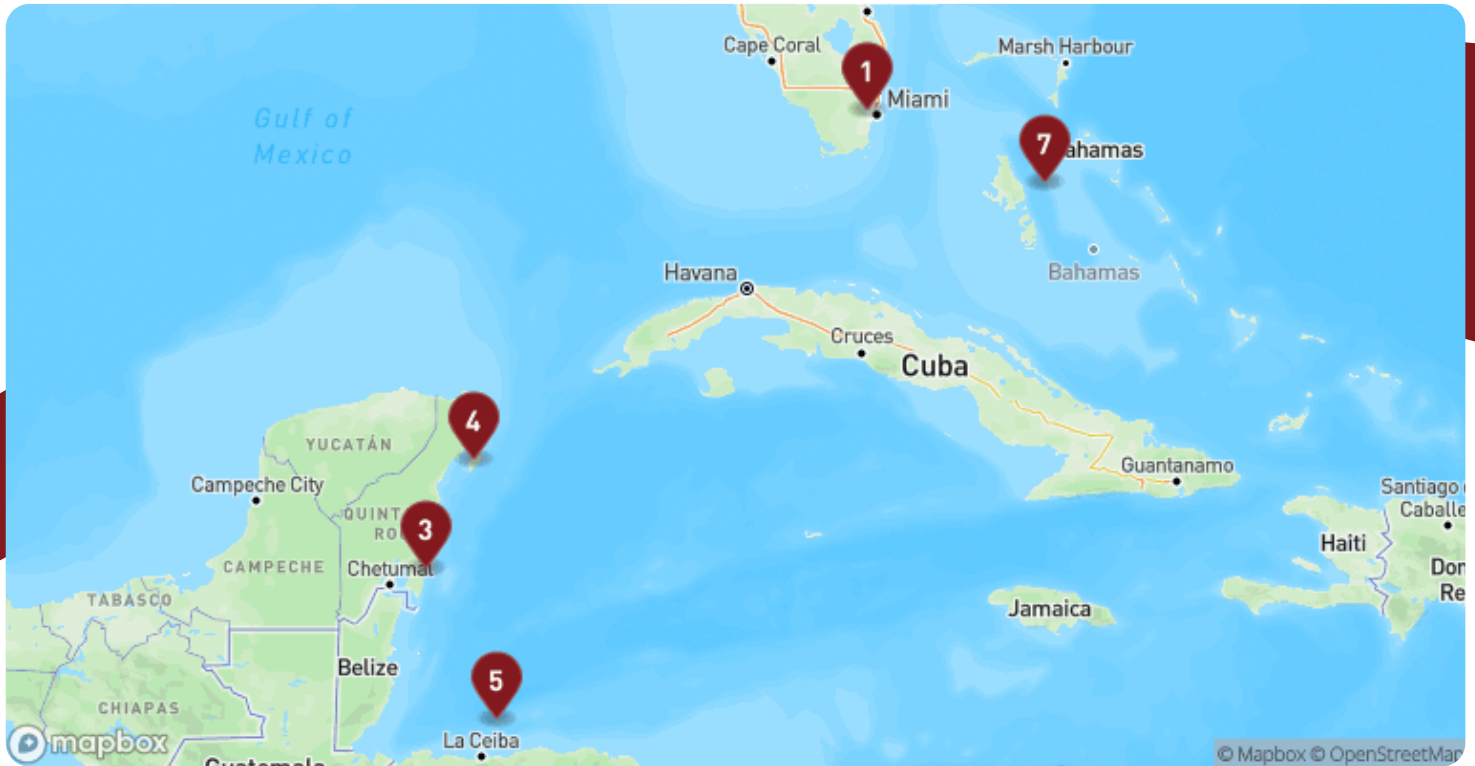 Cape Coral
Marsh Harbour
1
Miami
Gulf of
Mexico
7
ahamas
Havana
Bahamas
Cruces
Cuba
4
YUCATÁN
Campeche City
Guantanamo
Santiago
Caballe
QUINT
RO
3
Haiti
CAMPECHE
Chetumal
Dom
Re
TABASCO
Jamaica
Belize
5
CHIAPAS
La Ceiba
mapbox
© Mapbox © OpenStreetMap
Guatemala